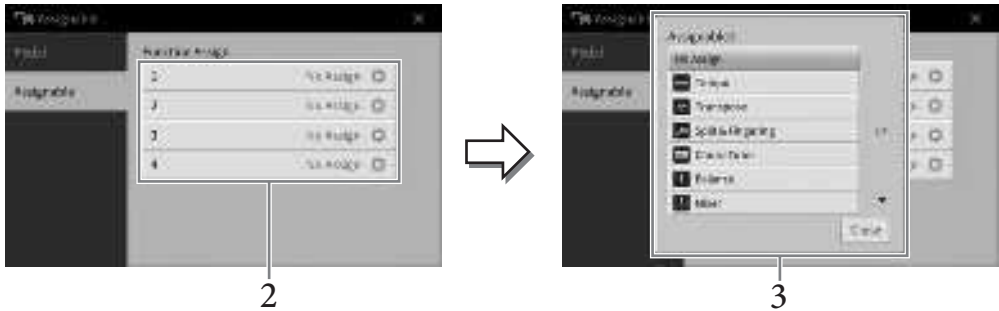 Assignable
Pedal
Assignable
Function Assign
1 No Assign
2 No Assign
3 No Assign
4 No Assign
2
Pedal
Assignable
Assignable1
No Assign
Tempo
Transpose
Split & Fingering
Chord Tutor
Balance
Mixer
Close
3